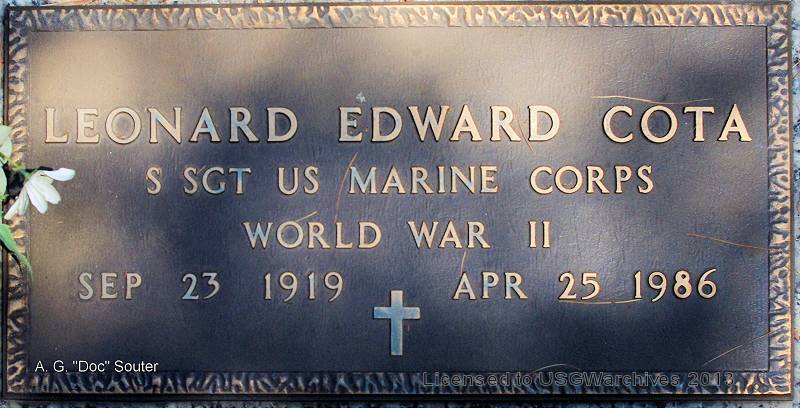 LEONARD EDWARD COTA
S SGT US MARINE CORPS
WORLD WAR II
SEP 23 1919 APR 25 1986
A. G. "Doc" Souter
Licensed to USGWarchives 2013